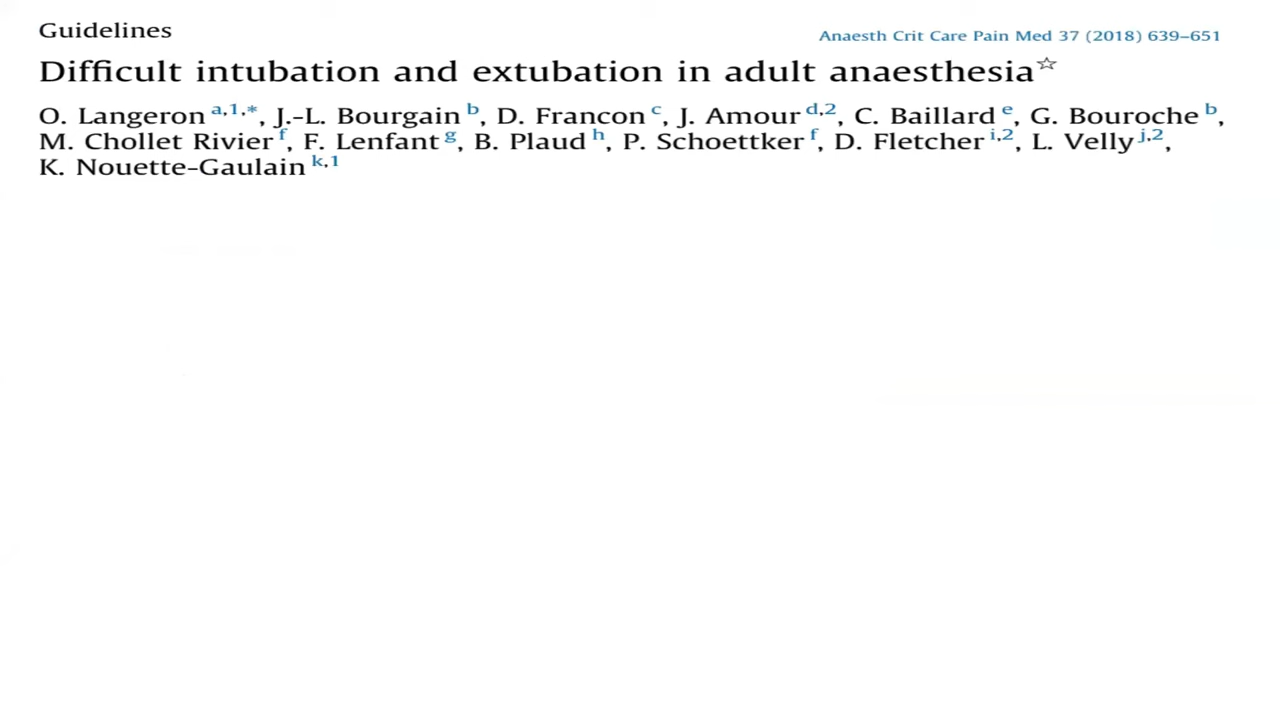 Guidelines
Anaesth Crit Care Pain Med 37 (2018) 639–651
Difficult intubation and extubation in adult anaesthesia☆
O. Langeron a,1,*, J.-L. Bourgain b, D. Francon c, J. Amour d,2, C. Baillard e, G. Bouroche b,
M. Chollet Rivier f, F. Lenfant g, B. Plaud h, P. Schoettker f, D. Fletcher i,2, L. Velly j,2,
K. Nouette-Gaulain k,1